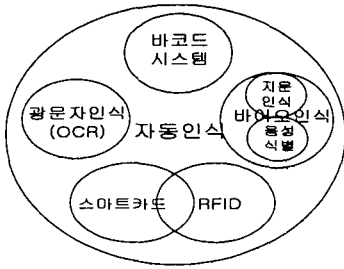 바코드
시스템
광문자인식
(OCR)
자동인식
지문
인식
바이오인식
음성
식별
스마트카드
RFID